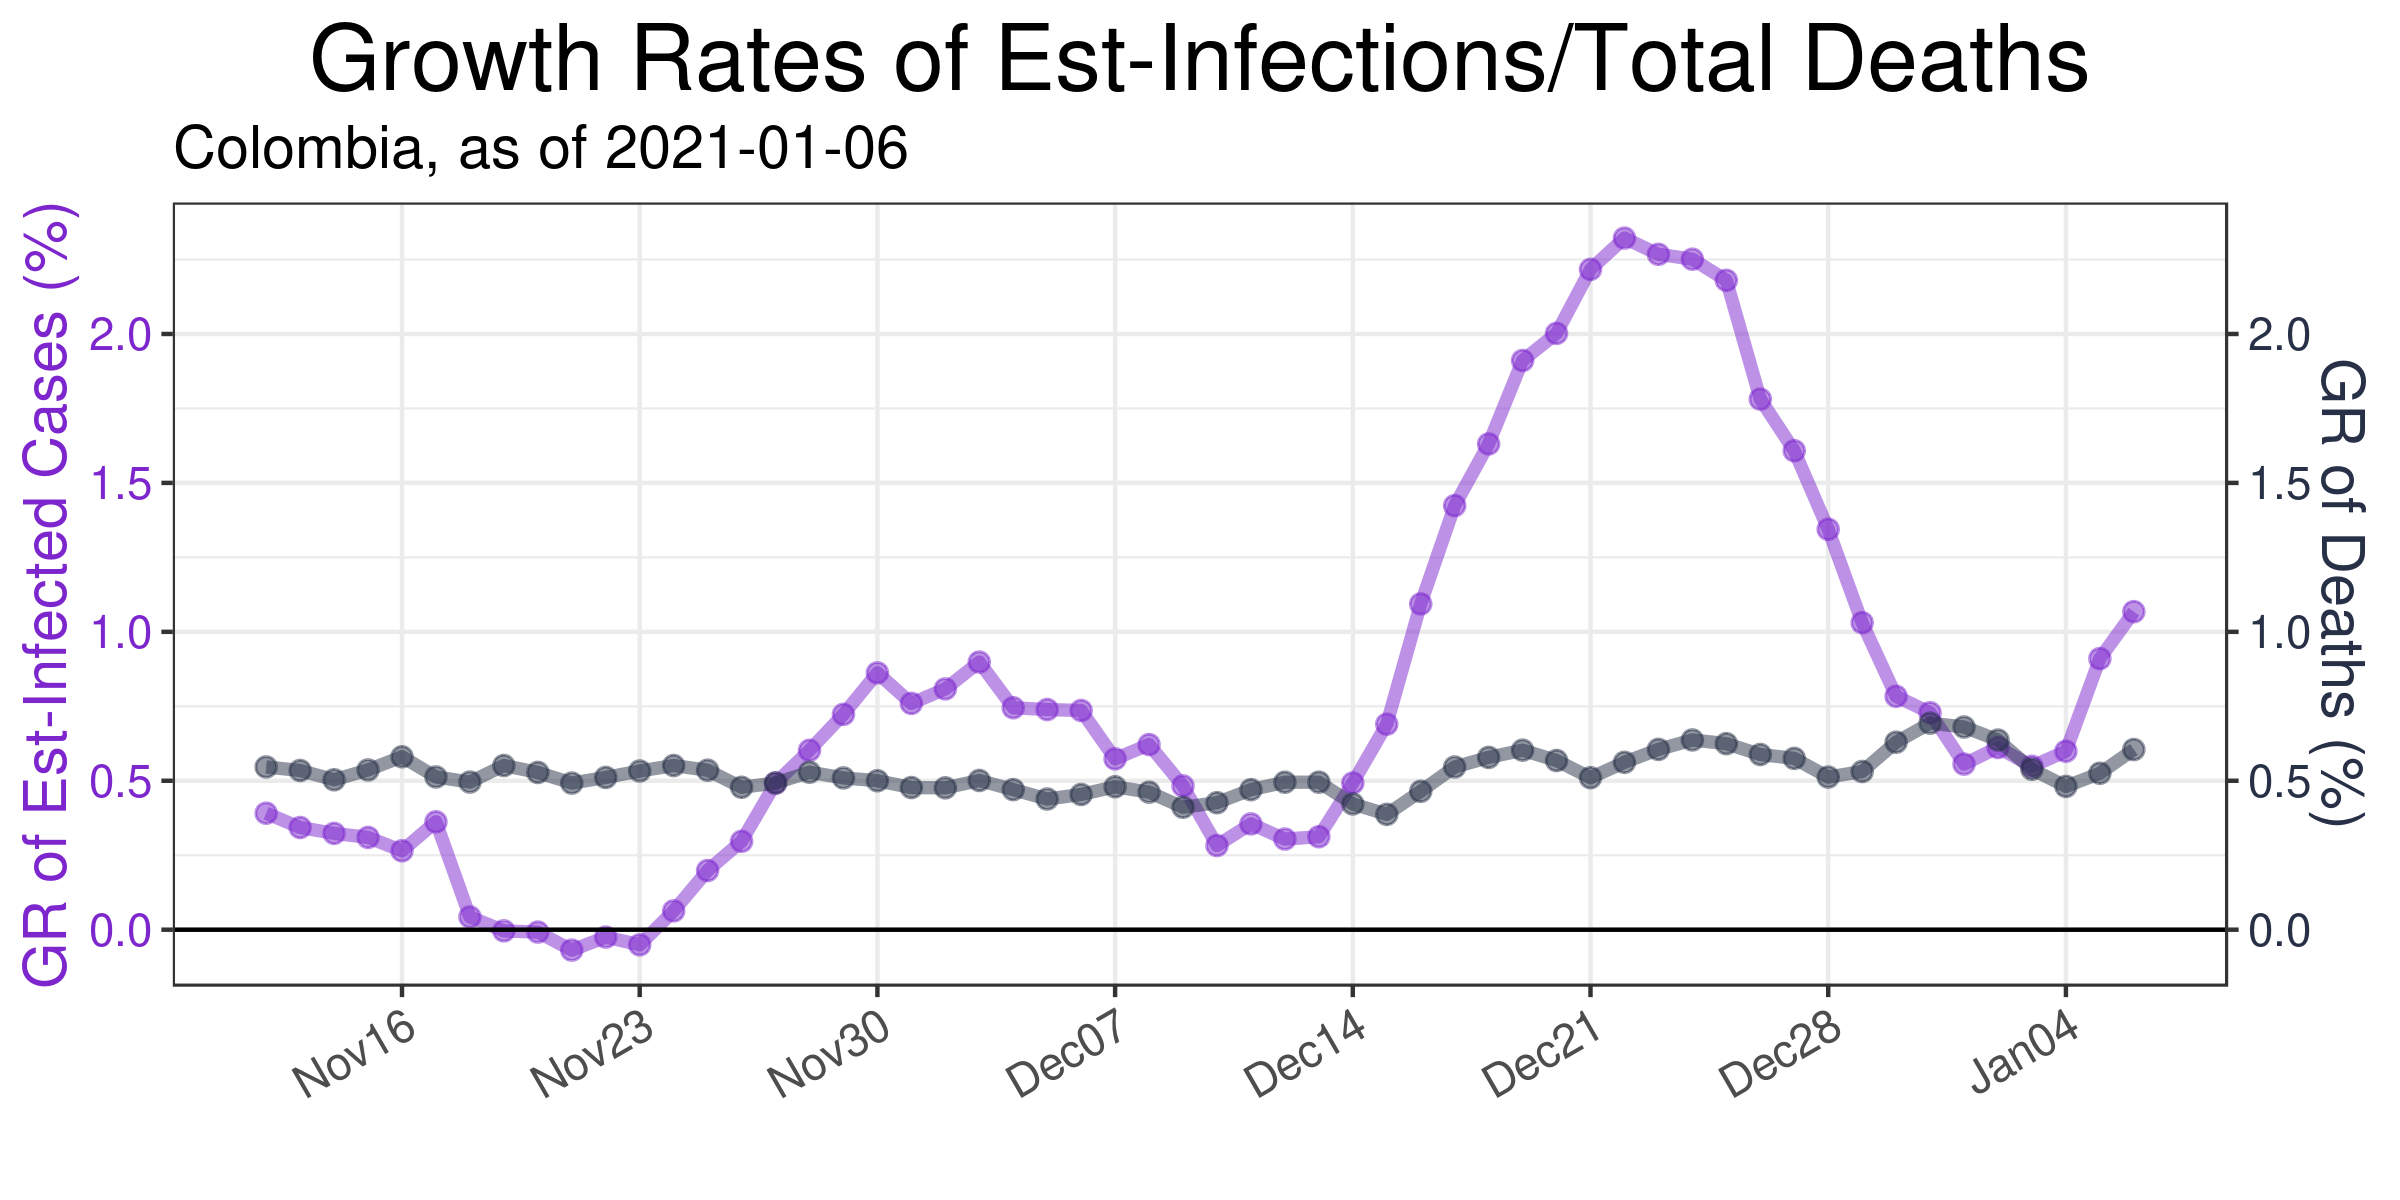 Growth Rates of Est-Infections/Total Deaths
Colombia, as of 2021-01-06
GR of Est-Infected Cases (%)
2.0
1.5
1.0
0.5
0.0
2.0
1.5
1.0
0.5
0.0
GR of Deaths (%)
Nov16
Nov23
Nov30
Dec07
Dec14
Dec21
Dec28
Jan04